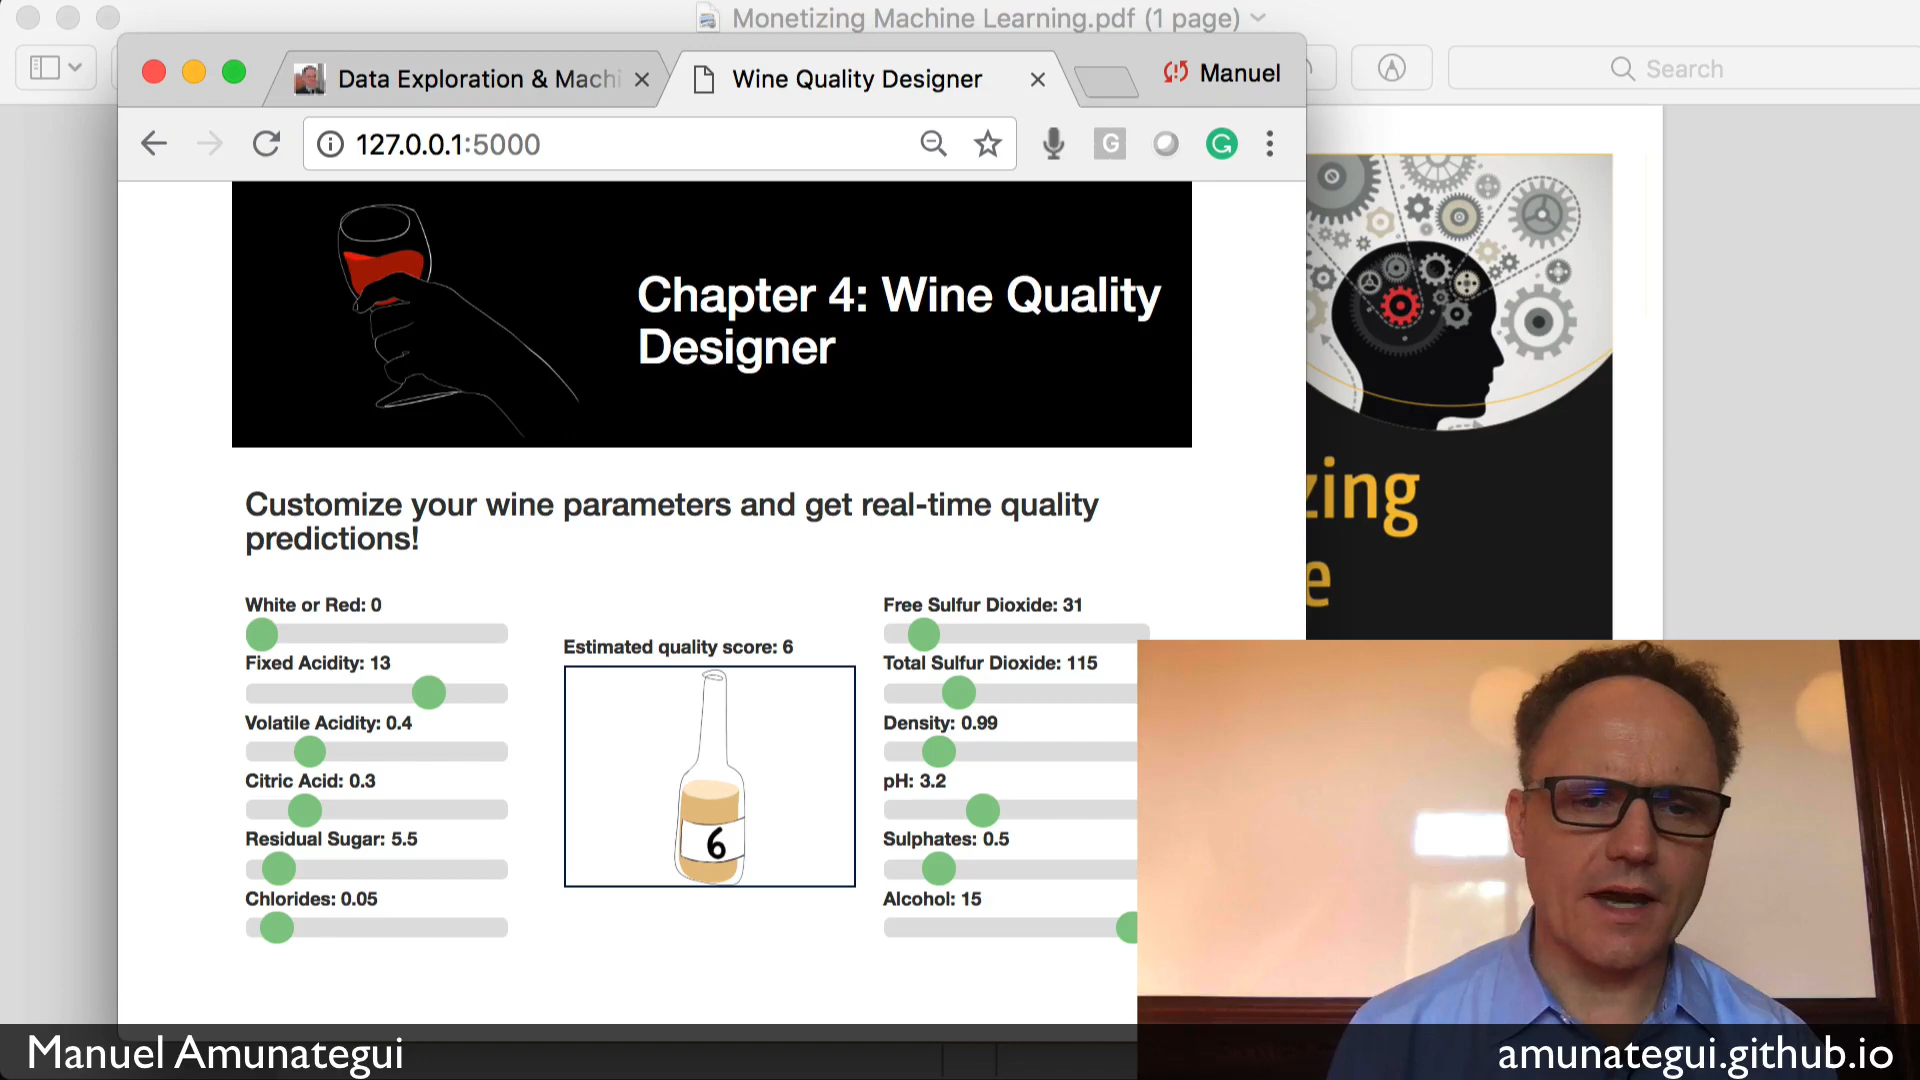 Monetizing Machine Learning.pdf (1 page)
Search
Data Exploration & Machi
Wine Quality Designer
Manuel
127.0.0.1:5000
G
G
Chapter 4: Wine Quality
Designer
Customize your wine parameters and get real-time quality
predictions!
White or Red: 0
Fixed Acidity: 13
Volatile Acidity: 0.4
Citric Acid: 0.3
Residual Sugar: 5.5
Chlorides: 0.05
Estimated quality score: 6
6
Free Sulfur Dioxide: 31
Total Sulfur Dioxide: 115
Density: 0.99
pH: 3.2
Sulphates: 0.5
Alcohol: 15
zing
e
Manuel Amunategui
amunategui.github.io